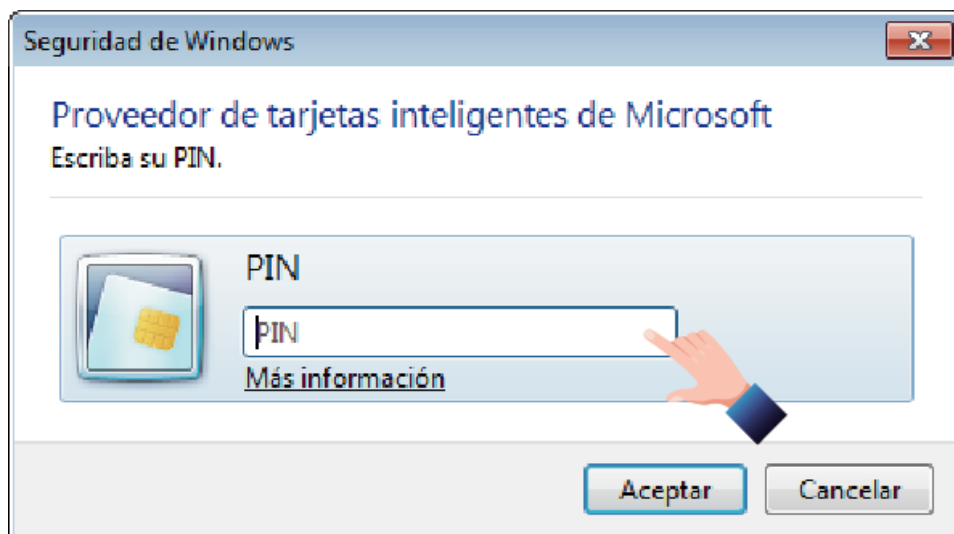 Seguridad de Windows
Proveedor de tarjetas inteligentes de Microsoft
Escriba su PIN.
PIN
PIN
Más información
Aceptar
Cancelar